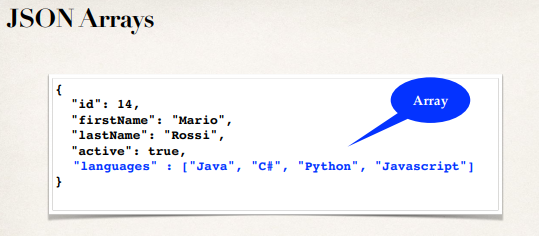 JSON Arrays
{
"id": 14,
"firstName": "Mario",
"lastName": "Rossi",
"active": true,
"languages" : ["Java", "C#", "Python", "Javascript"]
}
Array